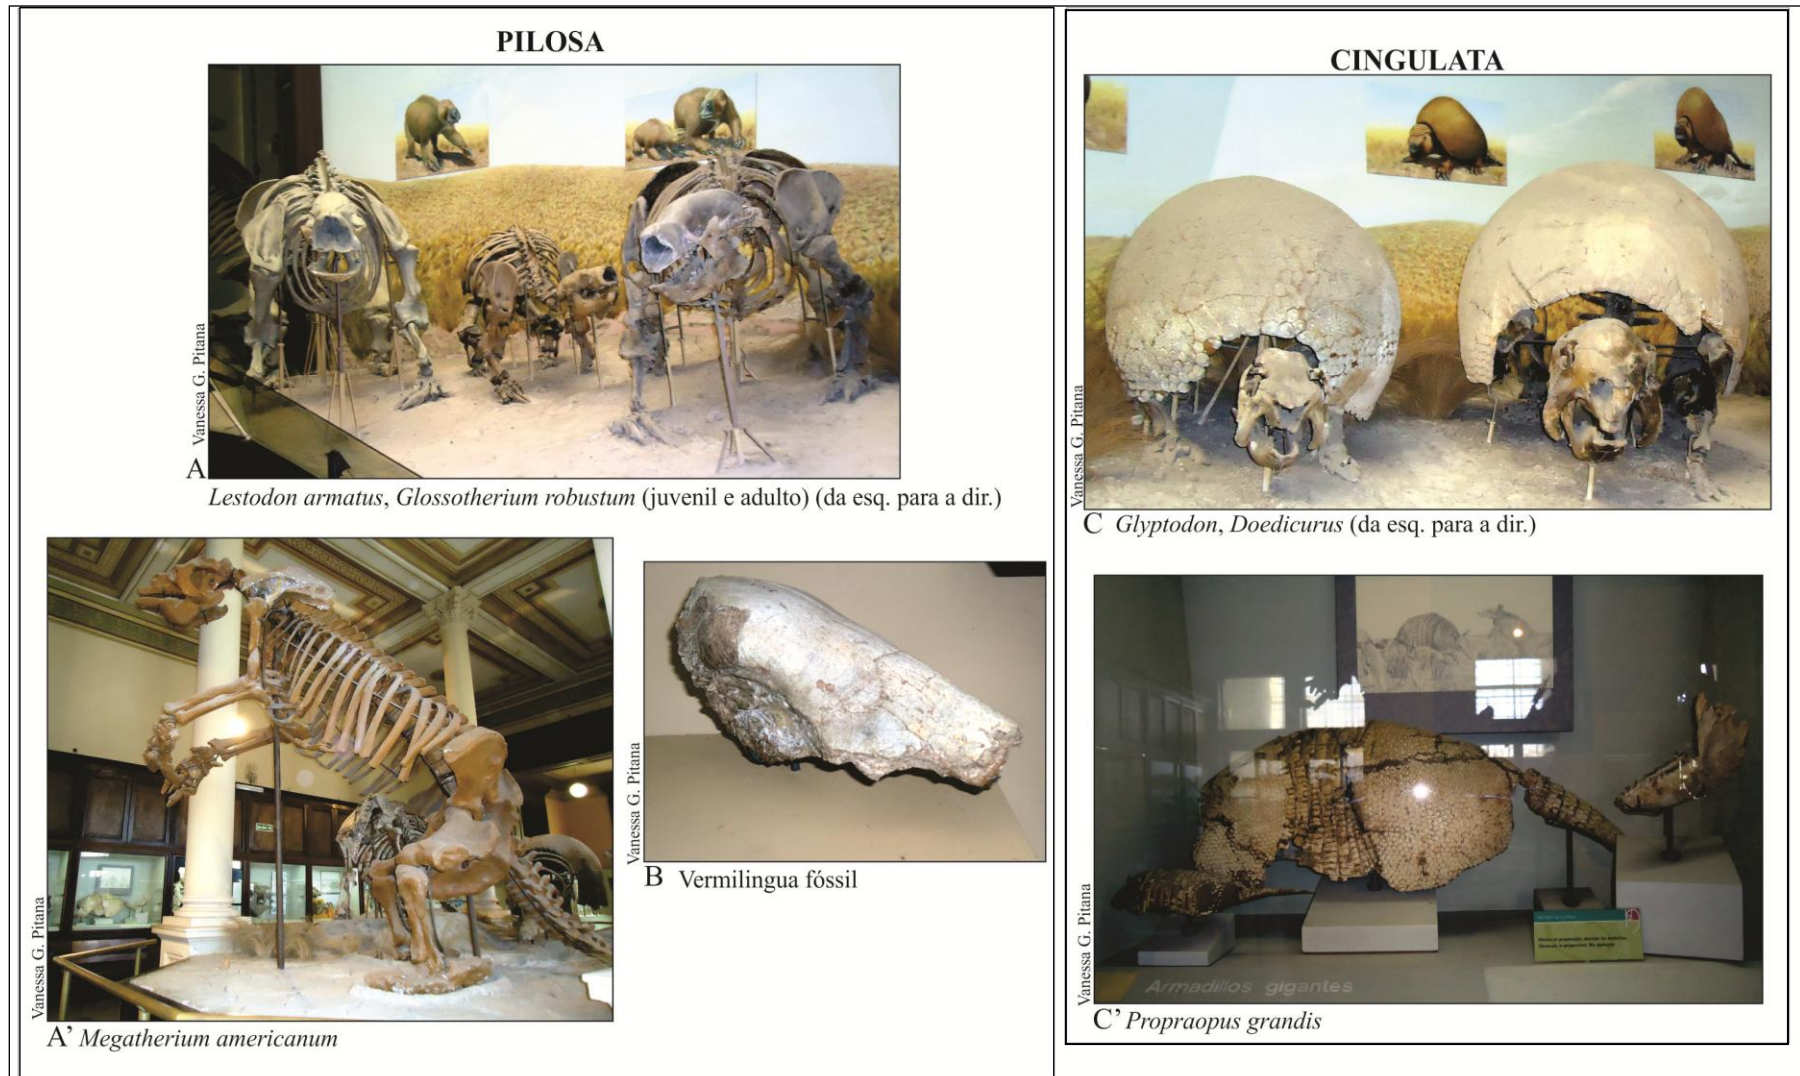 PILOSA
Vanessa G. Pitana
A
Lestodon armatus, Glossotherium robustum (juvenil e adulto) (da esq. para a dir.)
Vanessa G. Pitana
A’ Megatherium americanum
Vanessa G. Pitana
B Vermilingua fóssil
CINGULATA
Vanessa G. Pitana
C Glyptodon, Doedicurus (da esq. para a dir.)
Vanessa G. Pitana
Armadillos gigantes
C’ Propraopus grandis